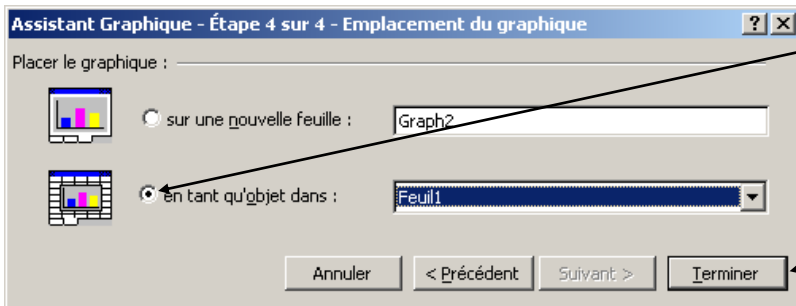 Assistant Graphique - Étape 4 sur 4 - Emplacement du graphique
Placer le graphique :
sur une nouvelle feuille : Graph2
en tant qu'objet dans : Feuil1
Annuler < Précédent Suivant > Terminer